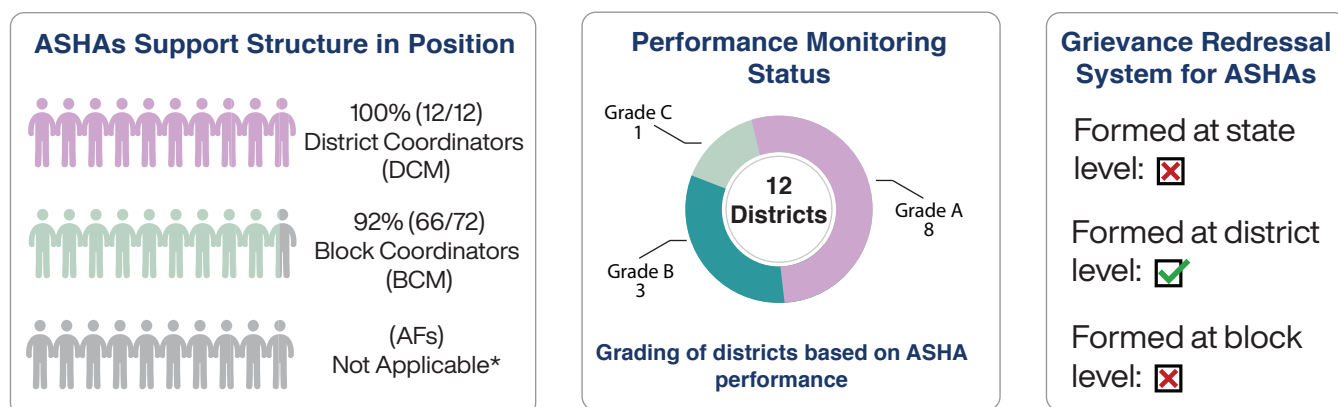 ASHAs Support Structure in Position
100% (12/12)
District Coordinators
(DCM)
92% (66/72)
Block Coordinators
(BCM)
(AFs)
Not Applicable*
Performance Monitoring
Status
Grade C
1
12
Districts
Grade A
8
Grade B
3
Grading of districts based on ASHA
performance
Grievance Redressal
System for ASHAs
Formed at state
level:
Formed at district
level:
Formed at block
level: